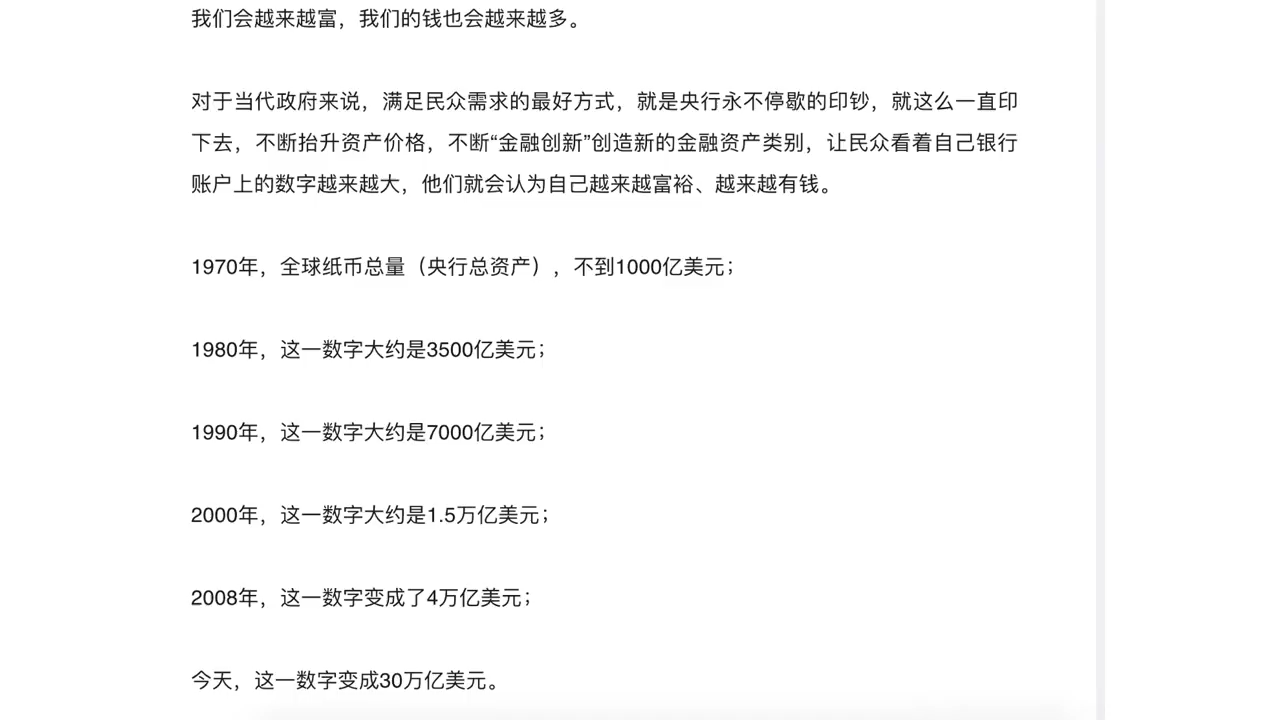 我们会越来越富，我们的钱也会越来越多。
对于当代政府来说，满足民众需求的最好方式，就是央行永不停歇的印钞，就这么一直印
下去，不断抬升资产价格，不断“金融创新”创造新的金融资产类别，让民众看着自己银行
账户上的数字越来越大，他们就会认为自己越来越富裕、越来越有钱。
1970年，全球纸币总量（央行总资产），不到1000亿美元；
1980年，这一数字大约是3500亿美元；
1990年，这一数字大约是7000亿美元；
2000年，这一数字大约是1.5万亿美元；
2008年，这一数字变成了4万亿美元；
今天，这一数字变成30万亿美元。